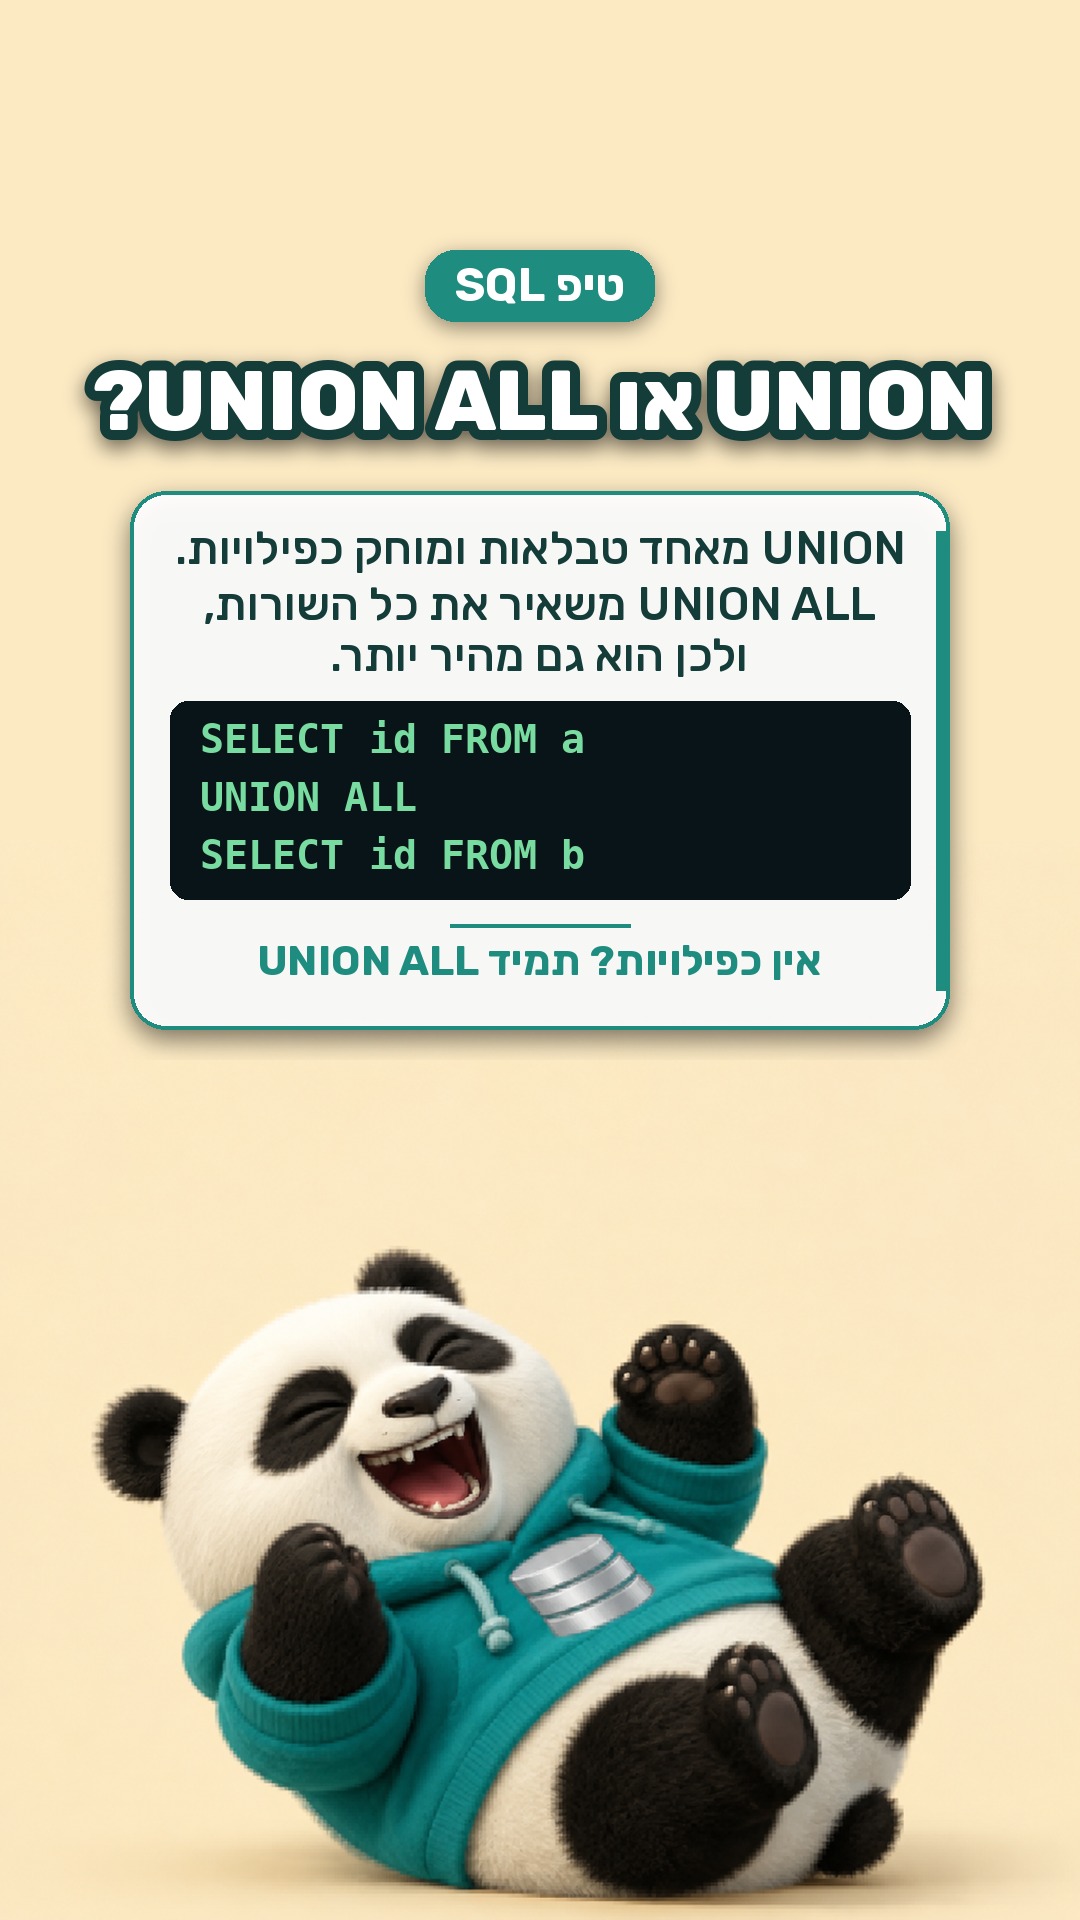 טיפ SQL
UNION או UNION ALL?
UNION מאחד טבלאות ומוחק כפילויות.
UNION ALL משאיר את כל השורות,
ולכן הוא גם מהיר יותר.
SELECT id FROM a
UNION ALL
SELECT id FROM b
אין כפילויות? תמיד UNION ALL